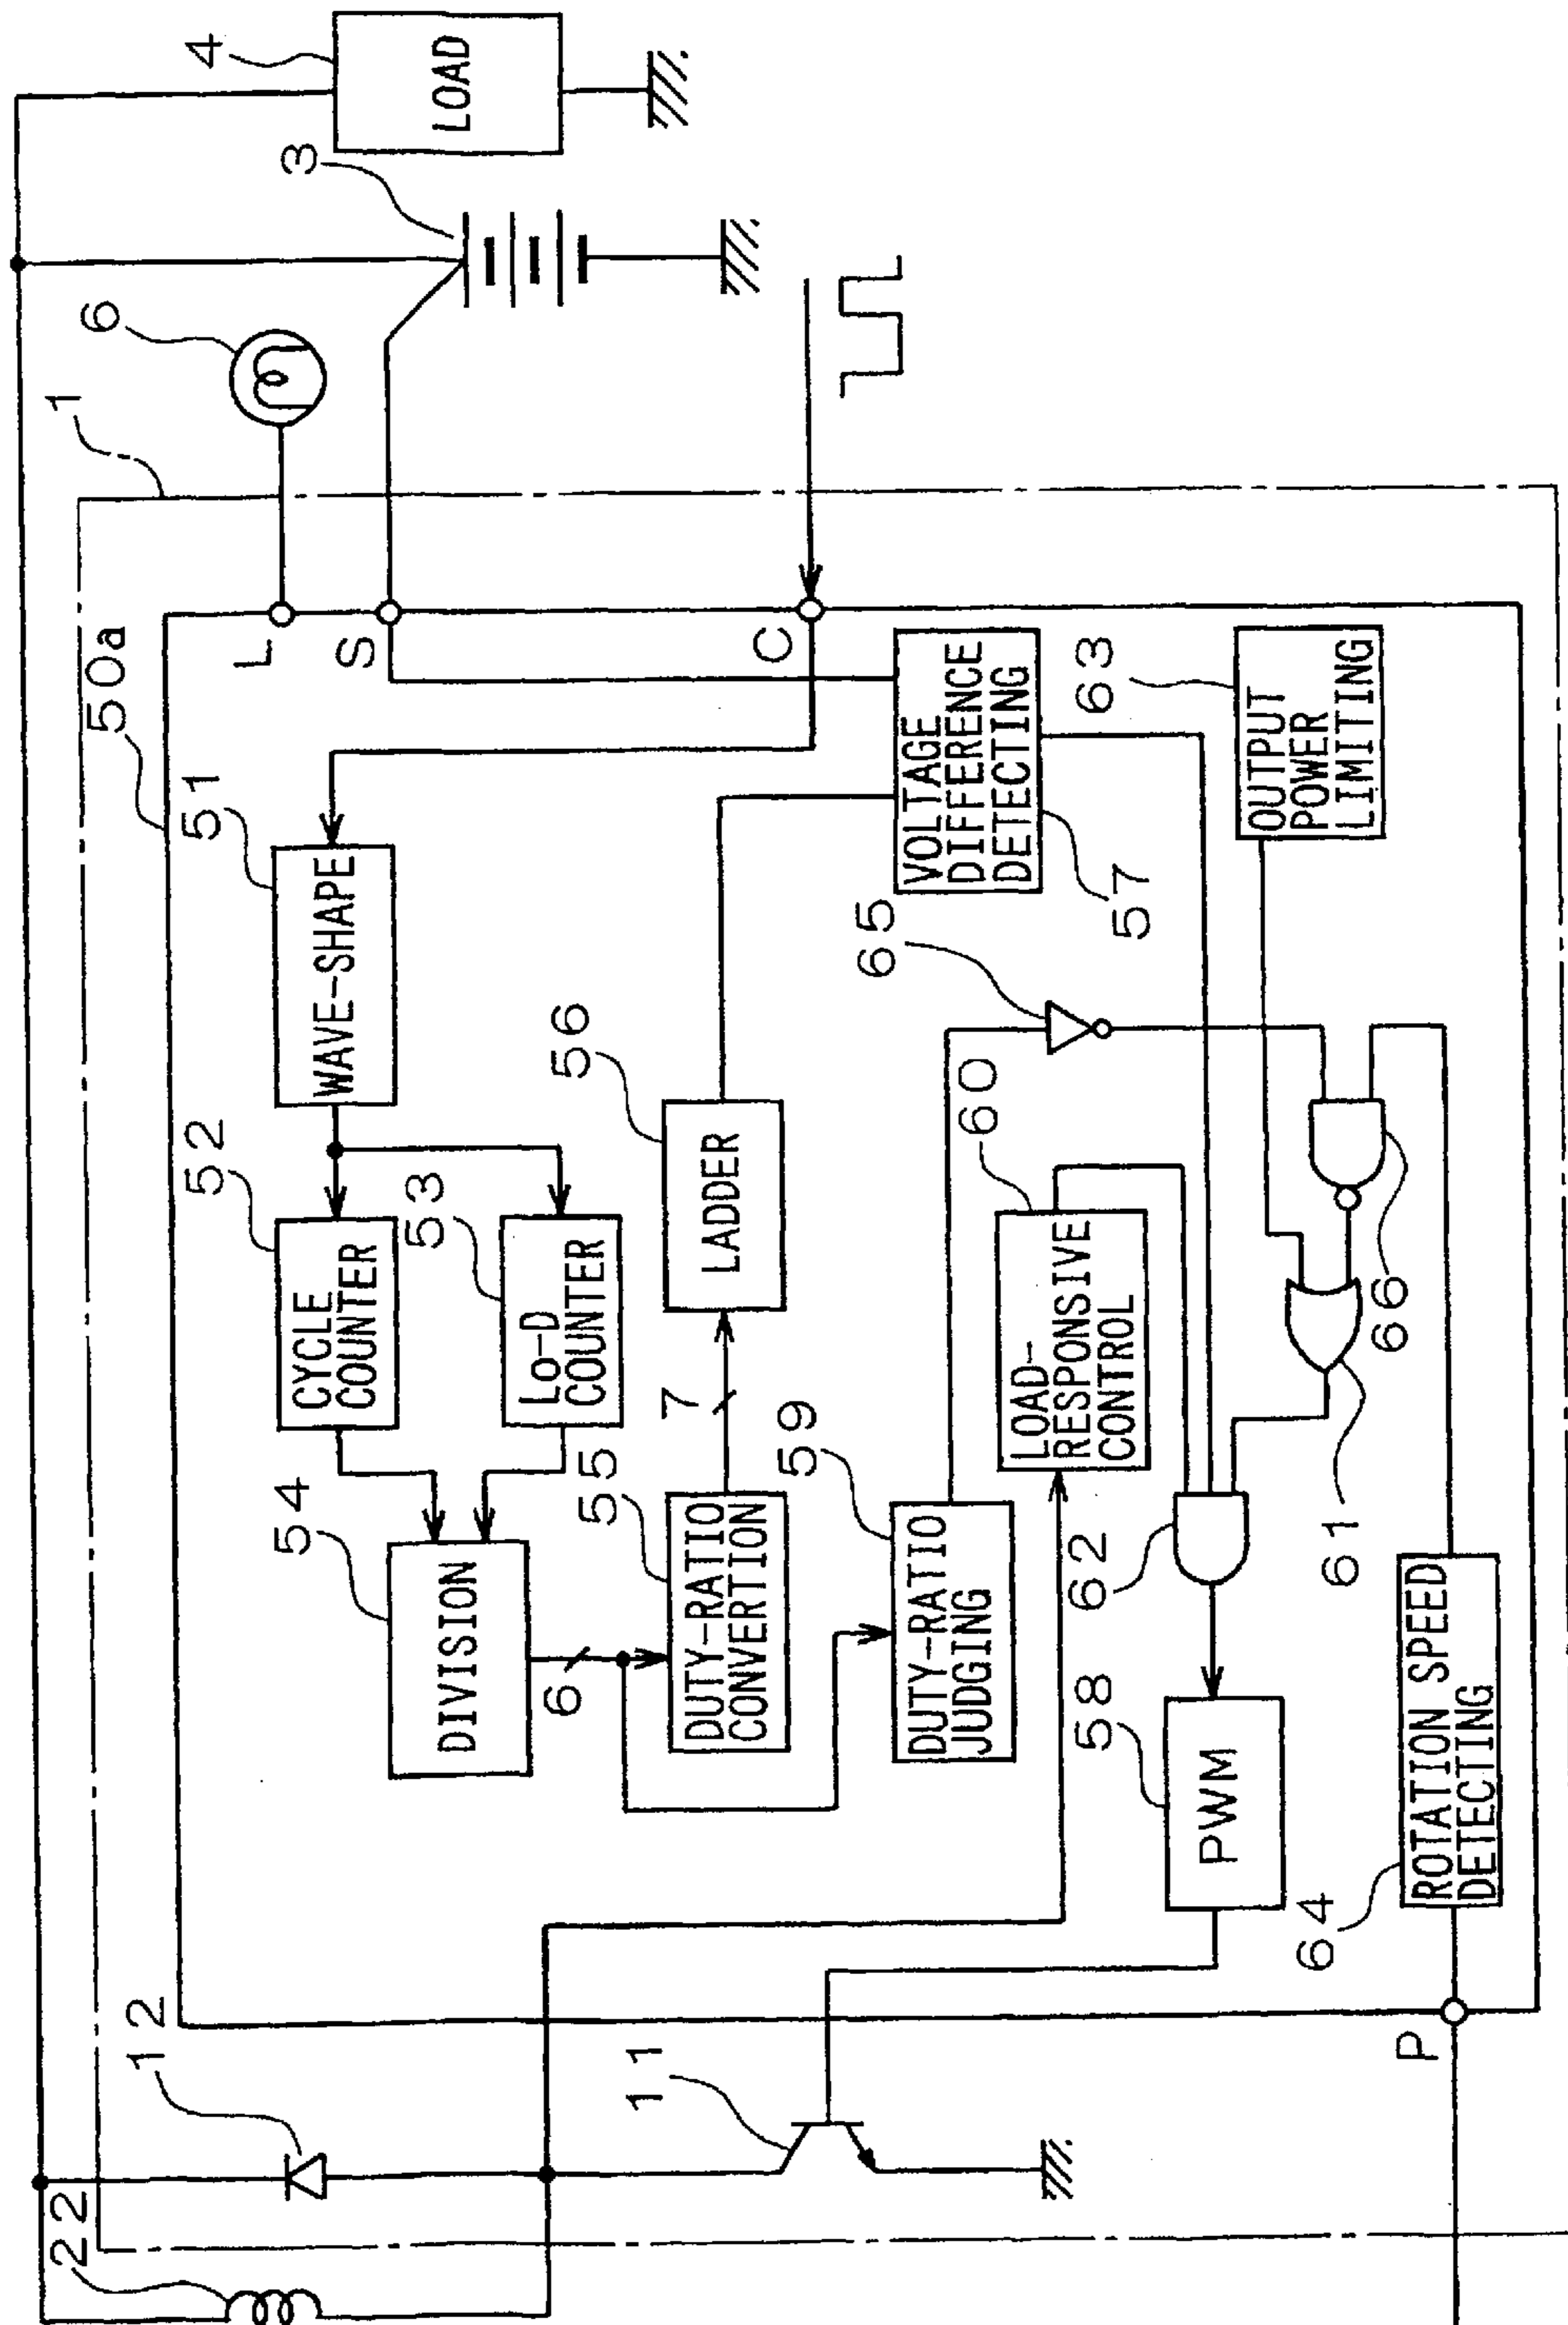 22
12
11
P
1
50a
L
S
C
6
3
4
LOAD
51
WAVE-SHAPE
52
CYCLE
COUNTER
53
Lo-D
COUNTER
54
DIVISION
6
55
DUTY-RATIO
CONVERTION
7
56
LADDER
57
VOLTAGE
DIFFERENCE
DETECTING
59
DUTY-RATIO
JUDGING
60
LOAD-
RESPONSIVE
CONTROL
65
63
OUTPUT
POWER
LIMITING
66
61
62
58
PWM
64
ROTATION SPEED
DETECTING